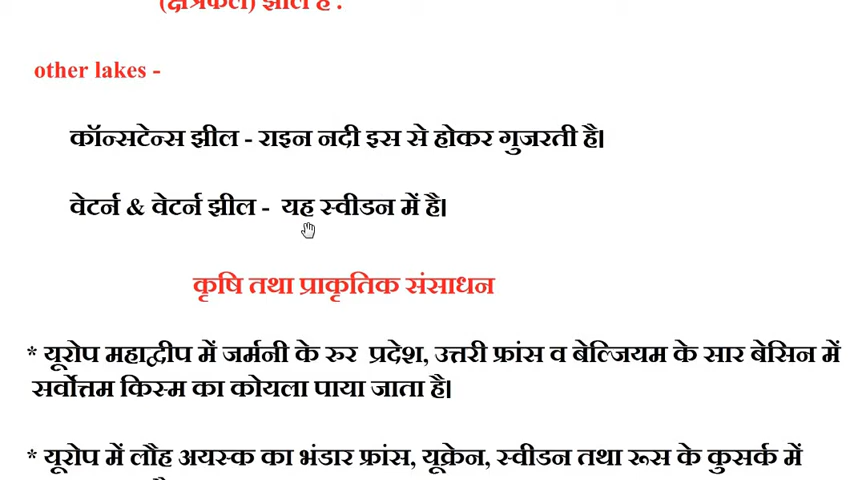 (क्षेत्रफल) झील है .
other lakes -
कॉन्सटेन्स झील - राइन नदी इस से होकर गुजरती है।
वेटर्न & वेटर्न झील - यह स्वीडन में है।
कृषि तथा प्राकृतिक संसाधन
* यूरोप महाद्वीप में जर्मनी के रुर प्रदेश, उत्तरी फ्रांस व बेल्जियम के सार बेसिन में
सर्वोत्तम किस्म का कोयला पाया जाता है।
* यूरोप में लौह अयस्क का भंडार फ्रांस, यूक्रेन, स्वीडन तथा रूस के कुसर्क में